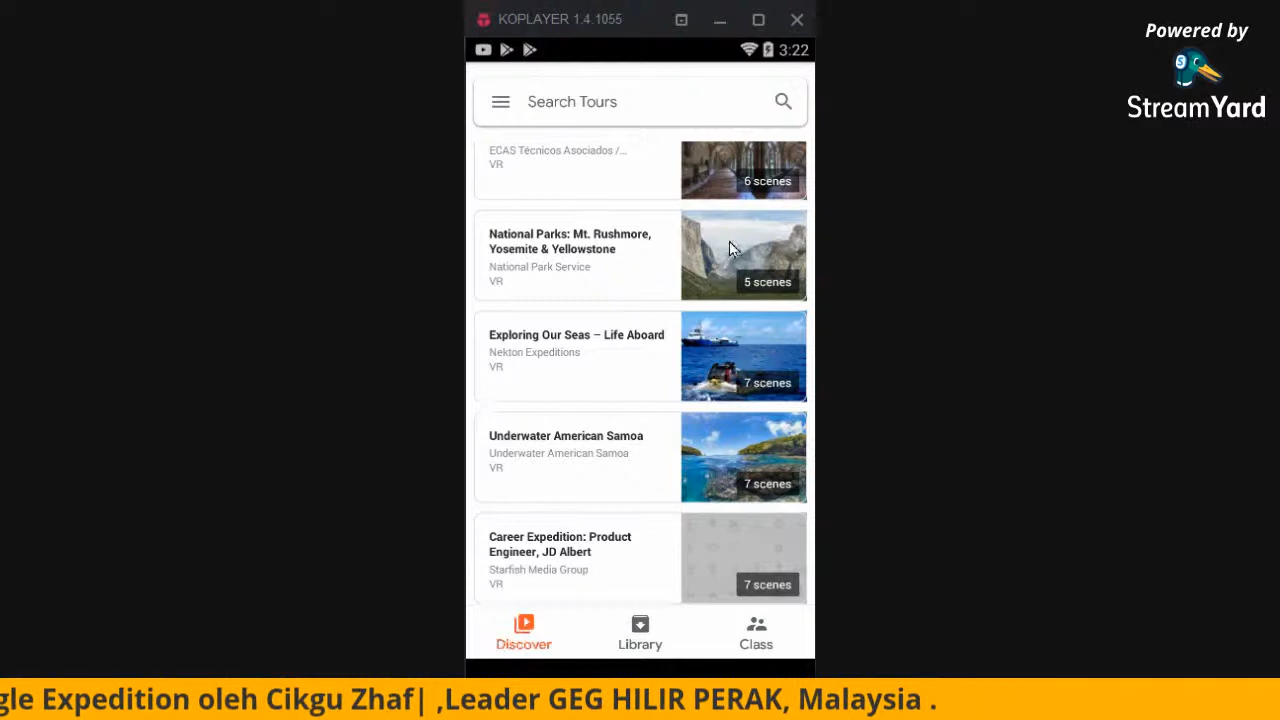 KOPLAYER 1.4.1055
3:22
Powered by
StreamYard
Search Tours
ECAS Técnicos Asociados /...
VR
6 scenes
National Parks: Mt. Rushmore,
Yosemite & Yellowstone
National Park Service
VR
5 scenes
Exploring Our Seas – Life Aboard
Nekton Expeditions
VR
7 scenes
Underwater American Samoa
Underwater American Samoa
VR
7 scenes
Career Expedition: Product
Engineer, JD Albert
Starfish Media Group
VR
7 scenes
Discover
Library
Class
gle Expedition oleh Cikgu Zhaf| ,Leader GEG HILIR PERAK, Malaysia .